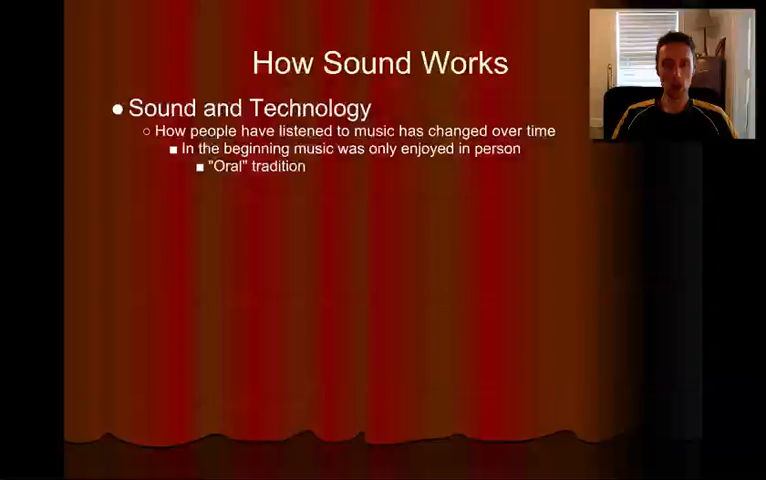 How Sound Works
● Sound and Technology
○ How people have listened to music has changed over time
■ In the beginning music was only enjoyed in person
■ "Oral" tradition